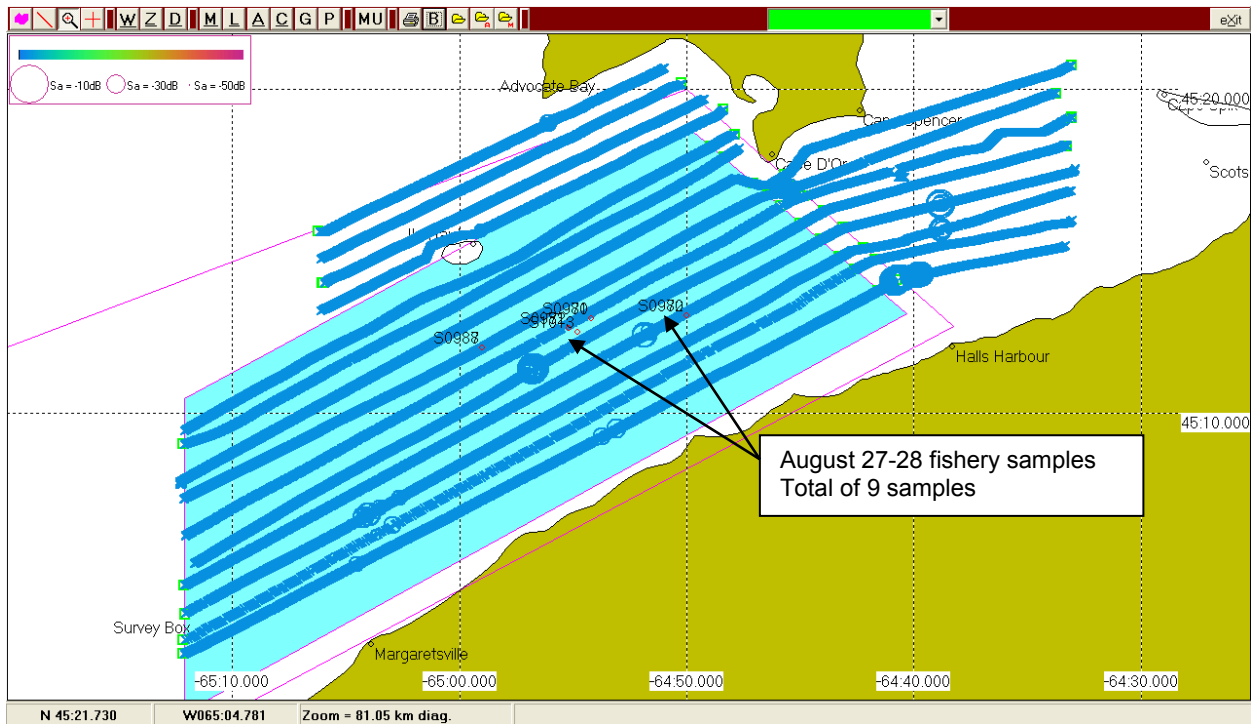 W Z D M L A C G P MU B eXit
Sa = -10dB Sa = -30dB Sa = -50dB
Advocate Bay
45:20.000
Cape Spencer
Cape D'Or
Scots
S0988
S1013
August 27-28 fishery samples
Total of 9 samples
Halls Harbour
45:10.000
Survey Box
Margaretsville
-65:10.000 -65:00.000 -64:50.000 -64:40.000 -64:30.000
N 45:21.730 W065:04.781 Zoom = 81.05 km diag.